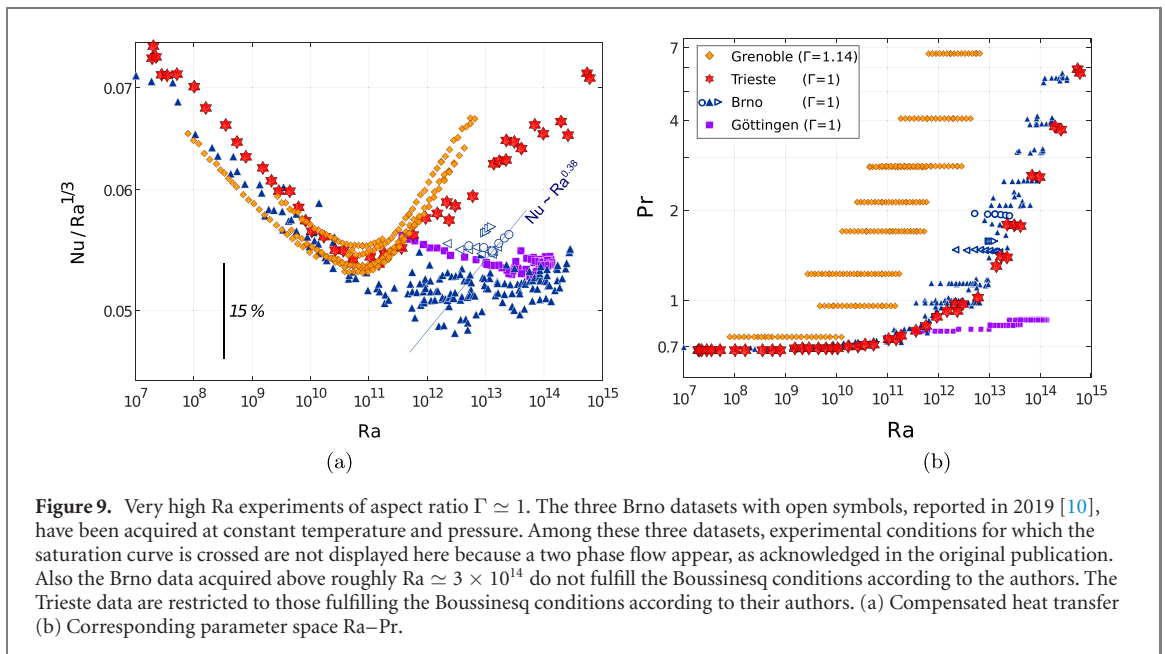 0.07
0.06
0.05
Nu / Ra^1/3
15 %
Nu ~ Ra^0.38
10^7 10^8 10^9 10^10 10^11 10^12 10^13 10^14 10^15
Ra
(a)
7
4
2
1
0.7
Pr
Grenoble (Γ=1.14)
Trieste (Γ=1)
Brno (Γ=1)
Göttingen (Γ=1)
10^7 10^8 10^9 10^10 10^11 10^12 10^13 10^14 10^15
Ra
(b)
Figure 9. Very high Ra experiments of aspect ratio Γ ≃ 1. The three Brno datasets with open symbols, reported in 2019 [10],
have been acquired at constant temperature and pressure. Among these three datasets, experimental conditions for which the
saturation curve is crossed are not displayed here because a two phase flow appear, as acknowledged in the original publication.
Also the Brno data acquired above roughly Ra ≃ 3 × 10^14 do not fulfill the Boussinesq conditions according to the authors. The
Trieste data are restricted to those fulfilling the Boussinesq conditions according to their authors. (a) Compensated heat transfer
(b) Corresponding parameter space Ra–Pr.